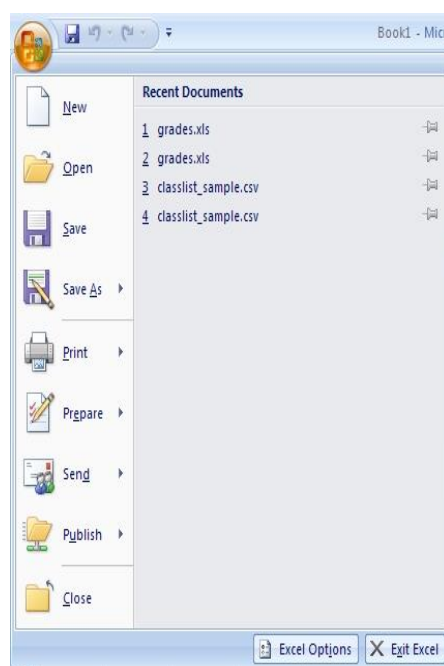 Book1 - Mic
Recent Documents
New
1 grades.xls
2 grades.xls
Open
3 classlist_sample.csv
4 classlist_sample.csv
Save
Save As
Print
Prepare
Send
Publish
Close
Excel Options
Exit Excel